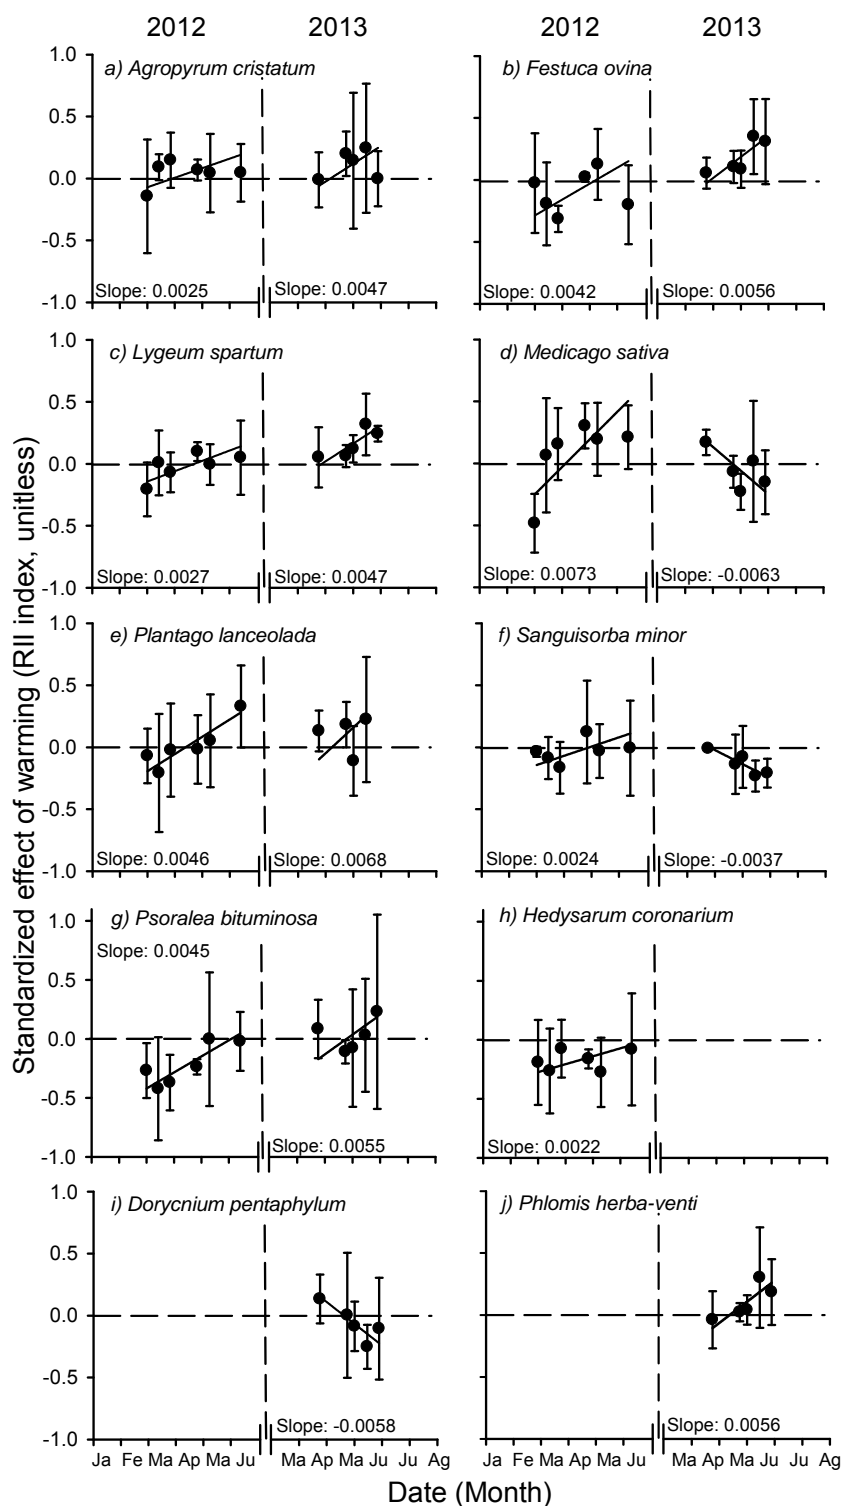 2012 2013 2012 2013
Standardized effect of warming (RII index, unitless)
a) Agropyrum cristatum
1.0
0.5
0.0
-0.5
-1.0
Slope: 0.0025
Slope: 0.0047
b) Festuca ovina
Slope: 0.0042
Slope: 0.0056
c) Lygeum spartum
1.0
0.5
0.0
-0.5
-1.0
Slope: 0.0027
Slope: 0.0047
d) Medicago sativa
Slope: 0.0073
Slope: -0.0063
e) Plantago lanceolada
1.0
0.5
0.0
-0.5
-1.0
Slope: 0.0046
Slope: 0.0068
f) Sanguisorba minor
Slope: 0.0024
Slope: -0.0037
g) Psoralea bituminosa
Slope: 0.0045
1.0
0.5
0.0
-0.5
-1.0
Slope: 0.0055
h) Hedysarum coronarium
Slope: 0.0022
i) Dorycnium pentaphylum
1.0
0.5
0.0
-0.5
-1.0
Slope: -0.0058
j) Phlomis herba-venti
Slope: 0.0056
Ja Fe Ma Ap Ma Ju Ma Ap Ma Ju Ju Ag
Ja Fe Ma Ap Ma Ju Ma Ap Ma Ju Ju Ag
Date (Month)